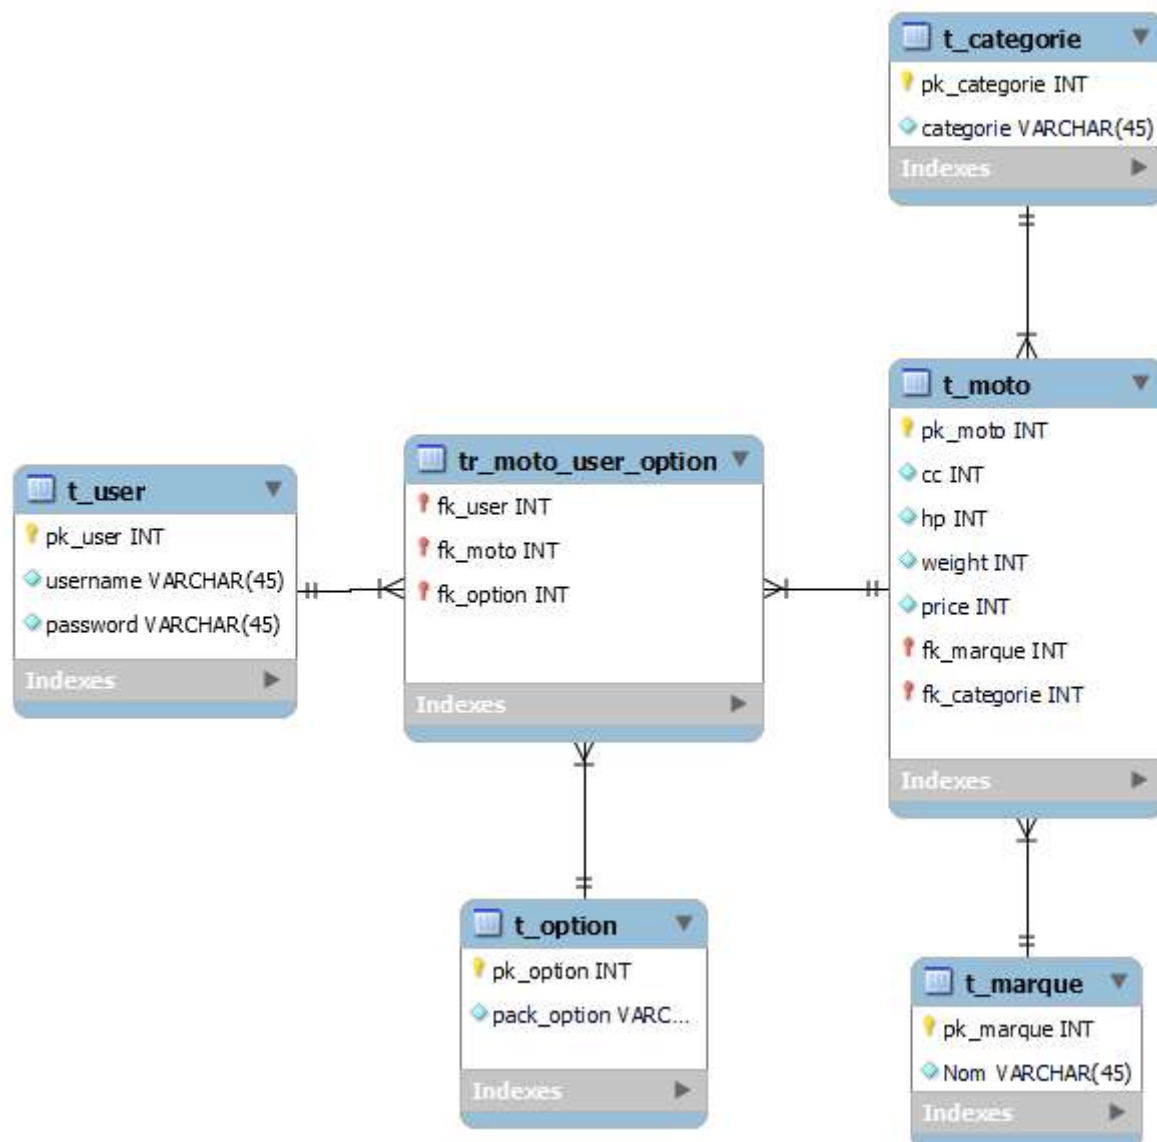 t_categorie
pk_categorie INT
categorie VARCHAR(45)
Indexes
t_moto
pk_moto INT
cc INT
hp INT
weight INT
price INT
fk_marque INT
fk_categorie INT
Indexes
tr_moto_user_option
fk_user INT
fk_moto INT
fk_option INT
Indexes
t_user
pk_user INT
username VARCHAR(45)
password VARCHAR(45)
Indexes
t_option
pk_option INT
pack_option VARC...
Indexes
t_marque
pk_marque INT
Nom VARCHAR(45)
Indexes